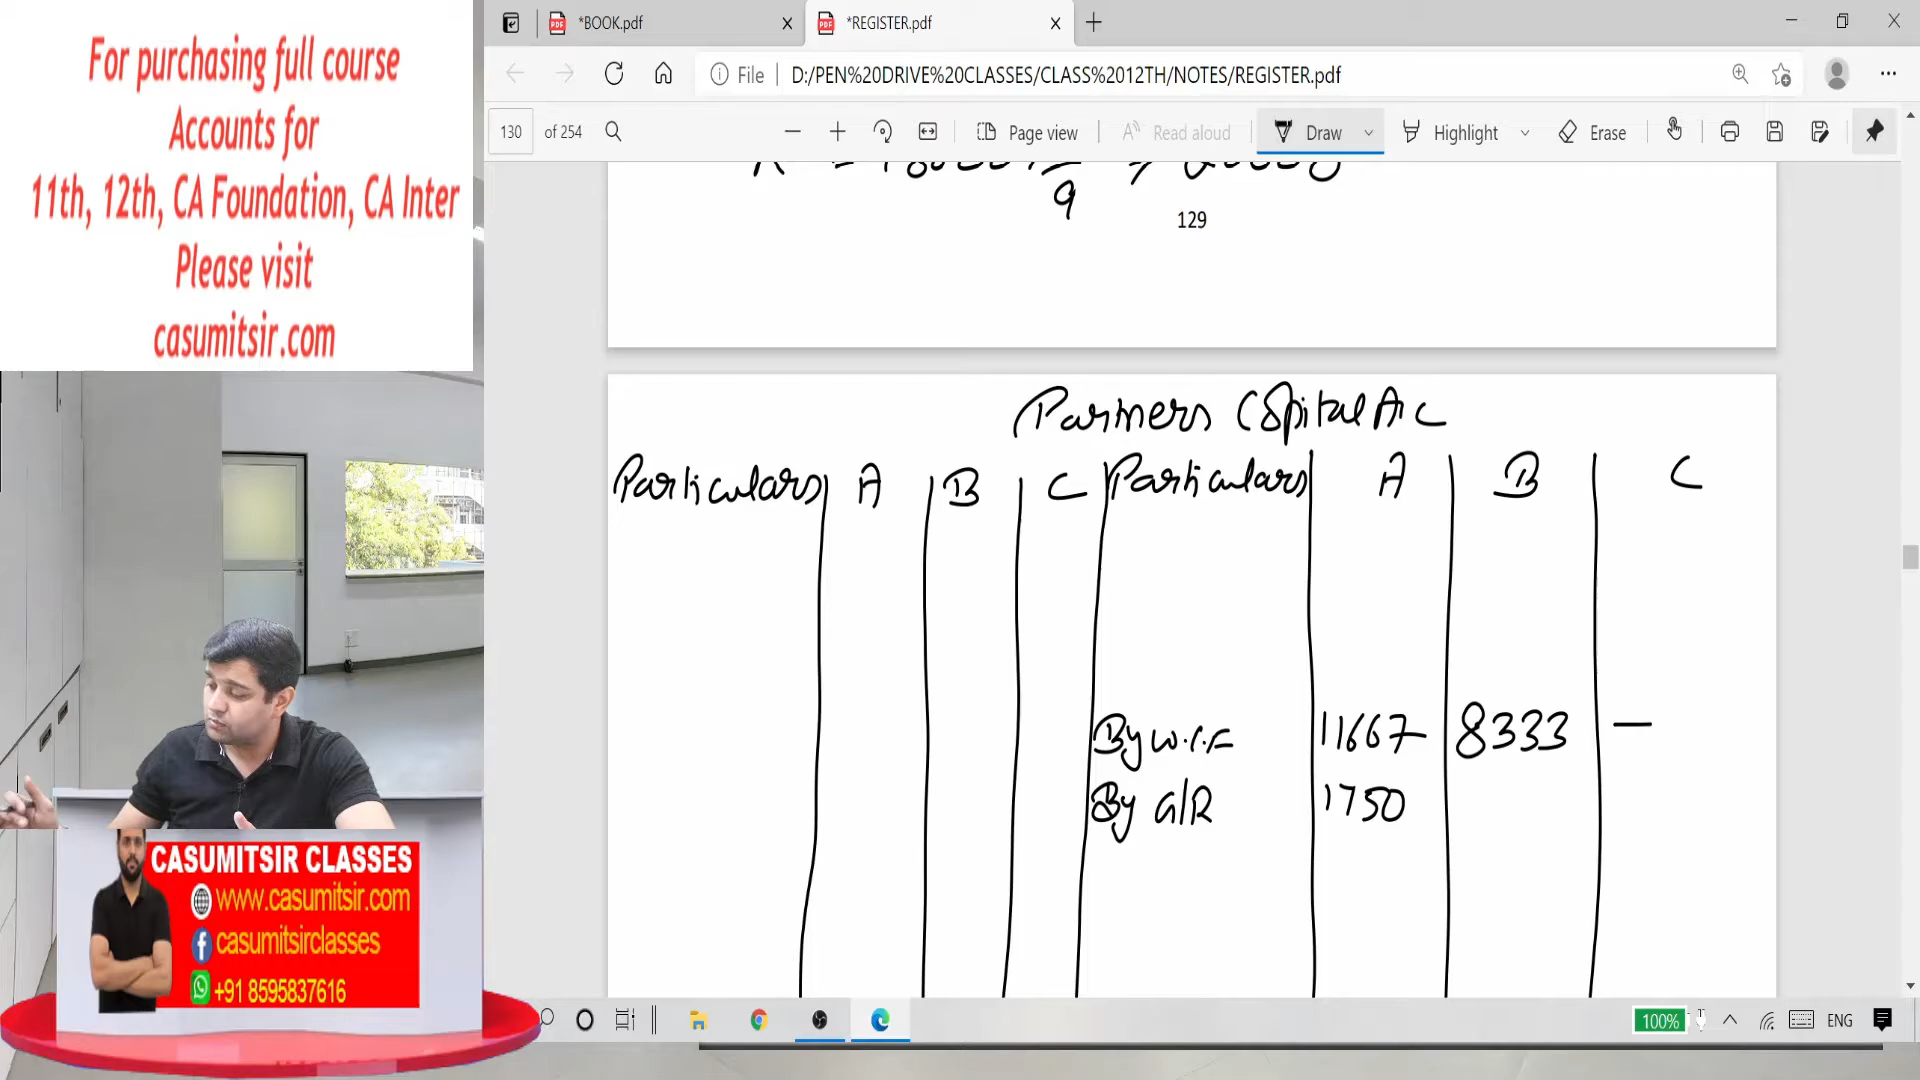 For purchasing full course
Accounts for
11th, 12th, CA Foundation, CA Inter
Please visit
casumitsir.com
CASUMITSIR CLASSES
www.casumitsir.com
casumitsirclasses
+91 8595837616
*BOOK.pdf
*REGISTER.pdf
File
D:/PEN%20DRIVE%20CLASSES/CLASS%2012TH/NOTES/REGISTER.pdf
130 of 254
Page view
Read aloud
Draw
Highlight
Erase
9
129
Partners Capital A/c
Particulars A B C Particulars A B C
By W.C.F 11667 8333 —
By G/R 1750
100%
ENG